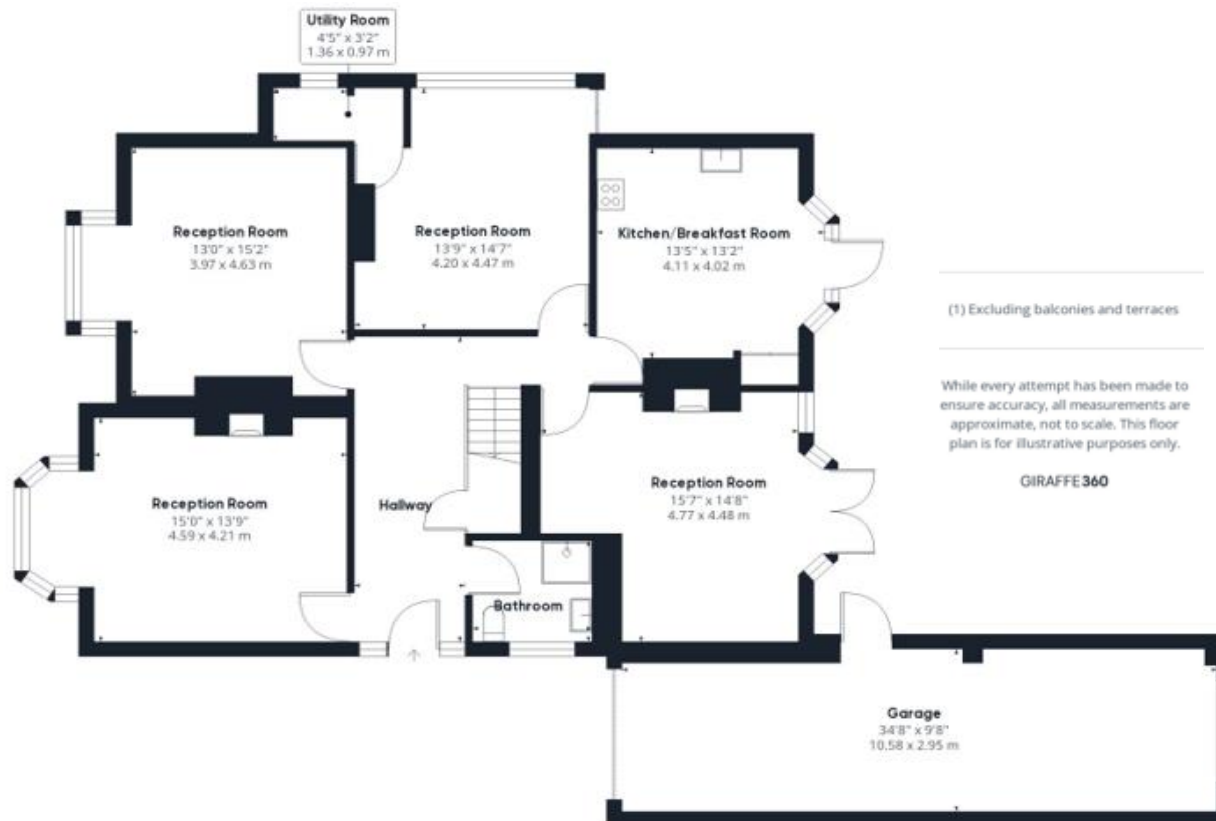 Utility Room
4'5" x 3'2"
1.36 x 0.97 m
Reception Room
13'0" x 15'2"
3.97 x 4.63 m
Reception Room
13'9" x 14'7"
4.20 x 4.47 m
Kitchen/Breakfast Room
13'5" x 13'2"
4.11 x 4.02 m
(1) Excluding balconies and terraces
While every attempt has been made to
ensure accuracy, all measurements are
approximate, not to scale. This floor
plan is for illustrative purposes only.
GIRAFFE360
Reception Room
15'0" x 13'9"
4.59 x 4.21 m
Hallway
Reception Room
15'7" x 14'8"
4.77 x 4.48 m
Bathroom
Garage
34'8" x 9'8"
10.58 x 2.95 m